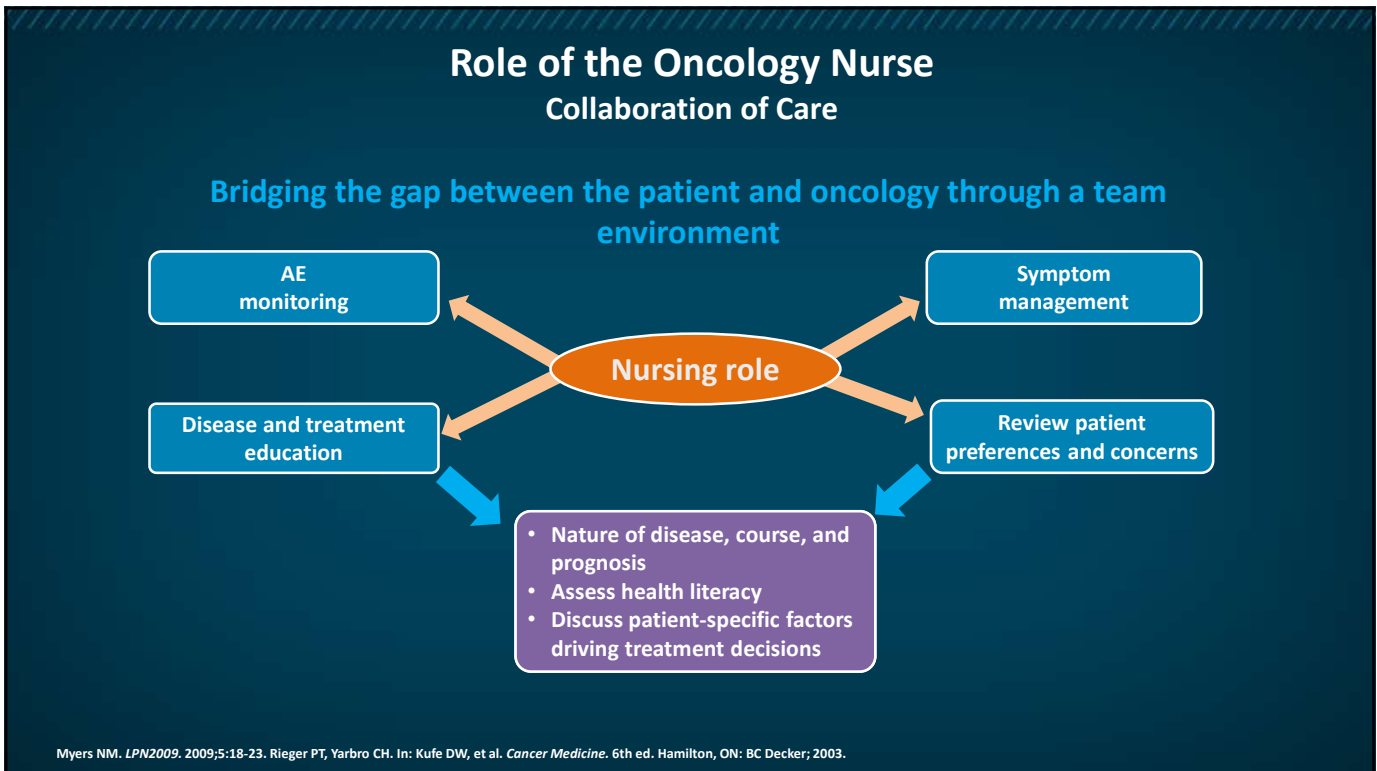 Role of the Oncology Nurse
Collaboration of Care
Bridging the gap between the patient and oncology through a team
environment
AE
monitoring
Symptom
management
Nursing role
Disease and treatment
education
Review patient
preferences and concerns
• Nature of disease, course, and
prognosis
• Assess health literacy
• Discuss patient-specific factors
driving treatment decisions
Myers NM. LPN2009. 2009;5:18-23. Rieger PT, Yarbro CH. In: Kufe DW, et al. Cancer Medicine. 6th ed. Hamilton, ON: BC Decker; 2003.